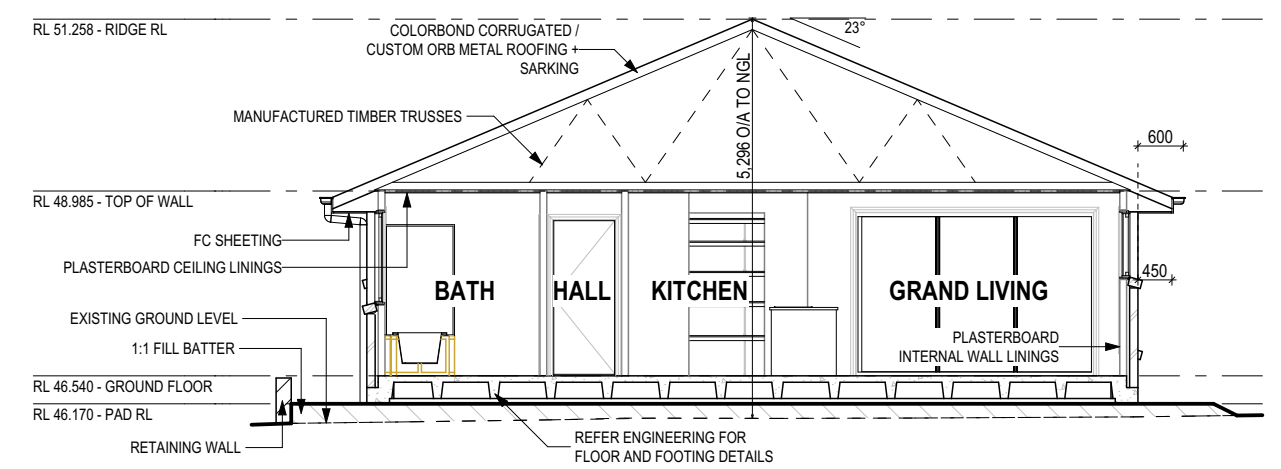 RL 51.258 - RIDGE RL
COLORBOND CORRUGATED /
CUSTOM ORB METAL ROOFING +
SARKING
23°
MANUFACTURED TIMBER TRUSSES
5,296 O/A TO NGL
600
RL 48.985 - TOP OF WALL
FC SHEETING
PLASTERBOARD CEILING LININGS
450
BATH
HALL
KITCHEN
GRAND LIVING
EXISTING GROUND LEVEL
1:1 FILL BATTER
PLASTERBOARD
INTERNAL WALL LININGS
RL 46.540 - GROUND FLOOR
RL 46.170 - PAD RL
RETAINING WALL
REFER ENGINEERING FOR
FLOOR AND FOOTING DETAILS